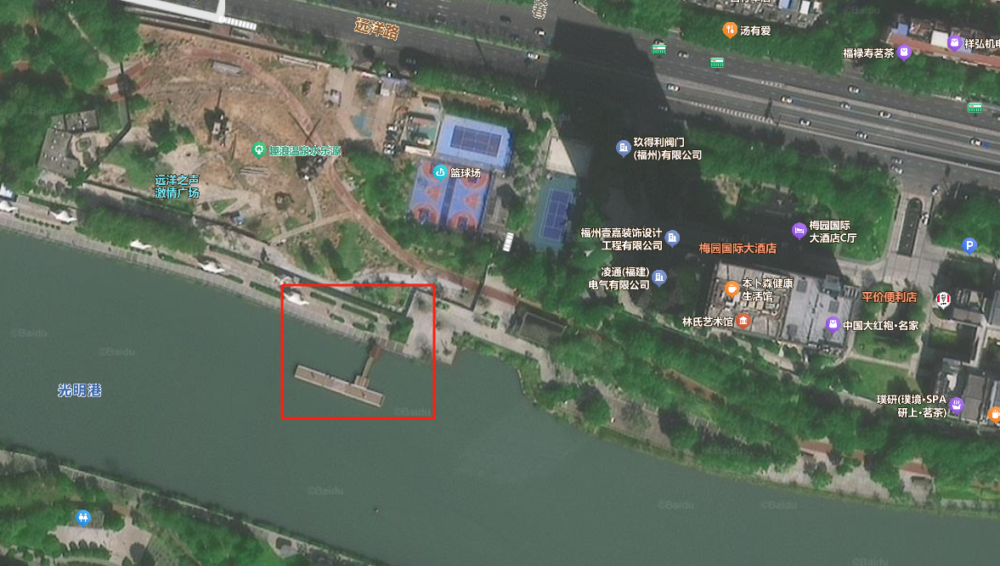 远洋路
汤有爱
福禄寿茗茶
祥弘机电
玖得利阀门
(福州)有限公司
趣浪温泉水乐源
篮球场
远洋之声
激情广场
福州壹嘉装饰设计
工程有限公司
梅园国际
大酒店C厅
梅园国际大酒店
P
凌通(福建)
电气有限公司
本卜森健康
生活馆
平价便利店
林氏艺术馆
中国大红袍·名家
光明港
璞研(璞境·SPA
研上·茗茶)
©Baidu
©Baidu
©Baidu
©Baidu
©Baidu
©Baidu
©Baidu